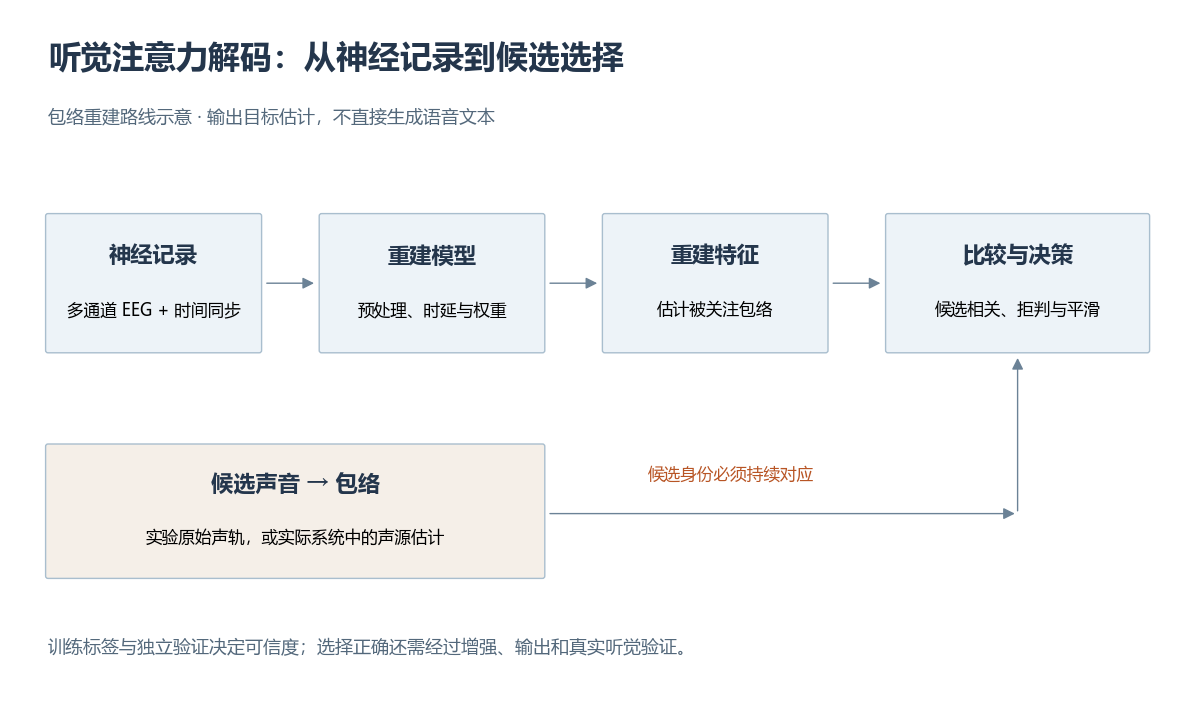 听觉注意力解码：从神经记录到候选选择
包络重建路线示意 · 输出目标估计，不直接生成语音文本
神经记录
多通道 EEG + 时间同步
重建模型
预处理、时延与权重
重建特征
估计被关注包络
比较与决策
候选相关、拒判与平滑
候选声音 → 包络
实验原始声轨，或实际系统中的声源估计
候选身份必须持续对应
训练标签与独立验证决定可信度；选择正确还需经过增强、输出和真实听觉验证。